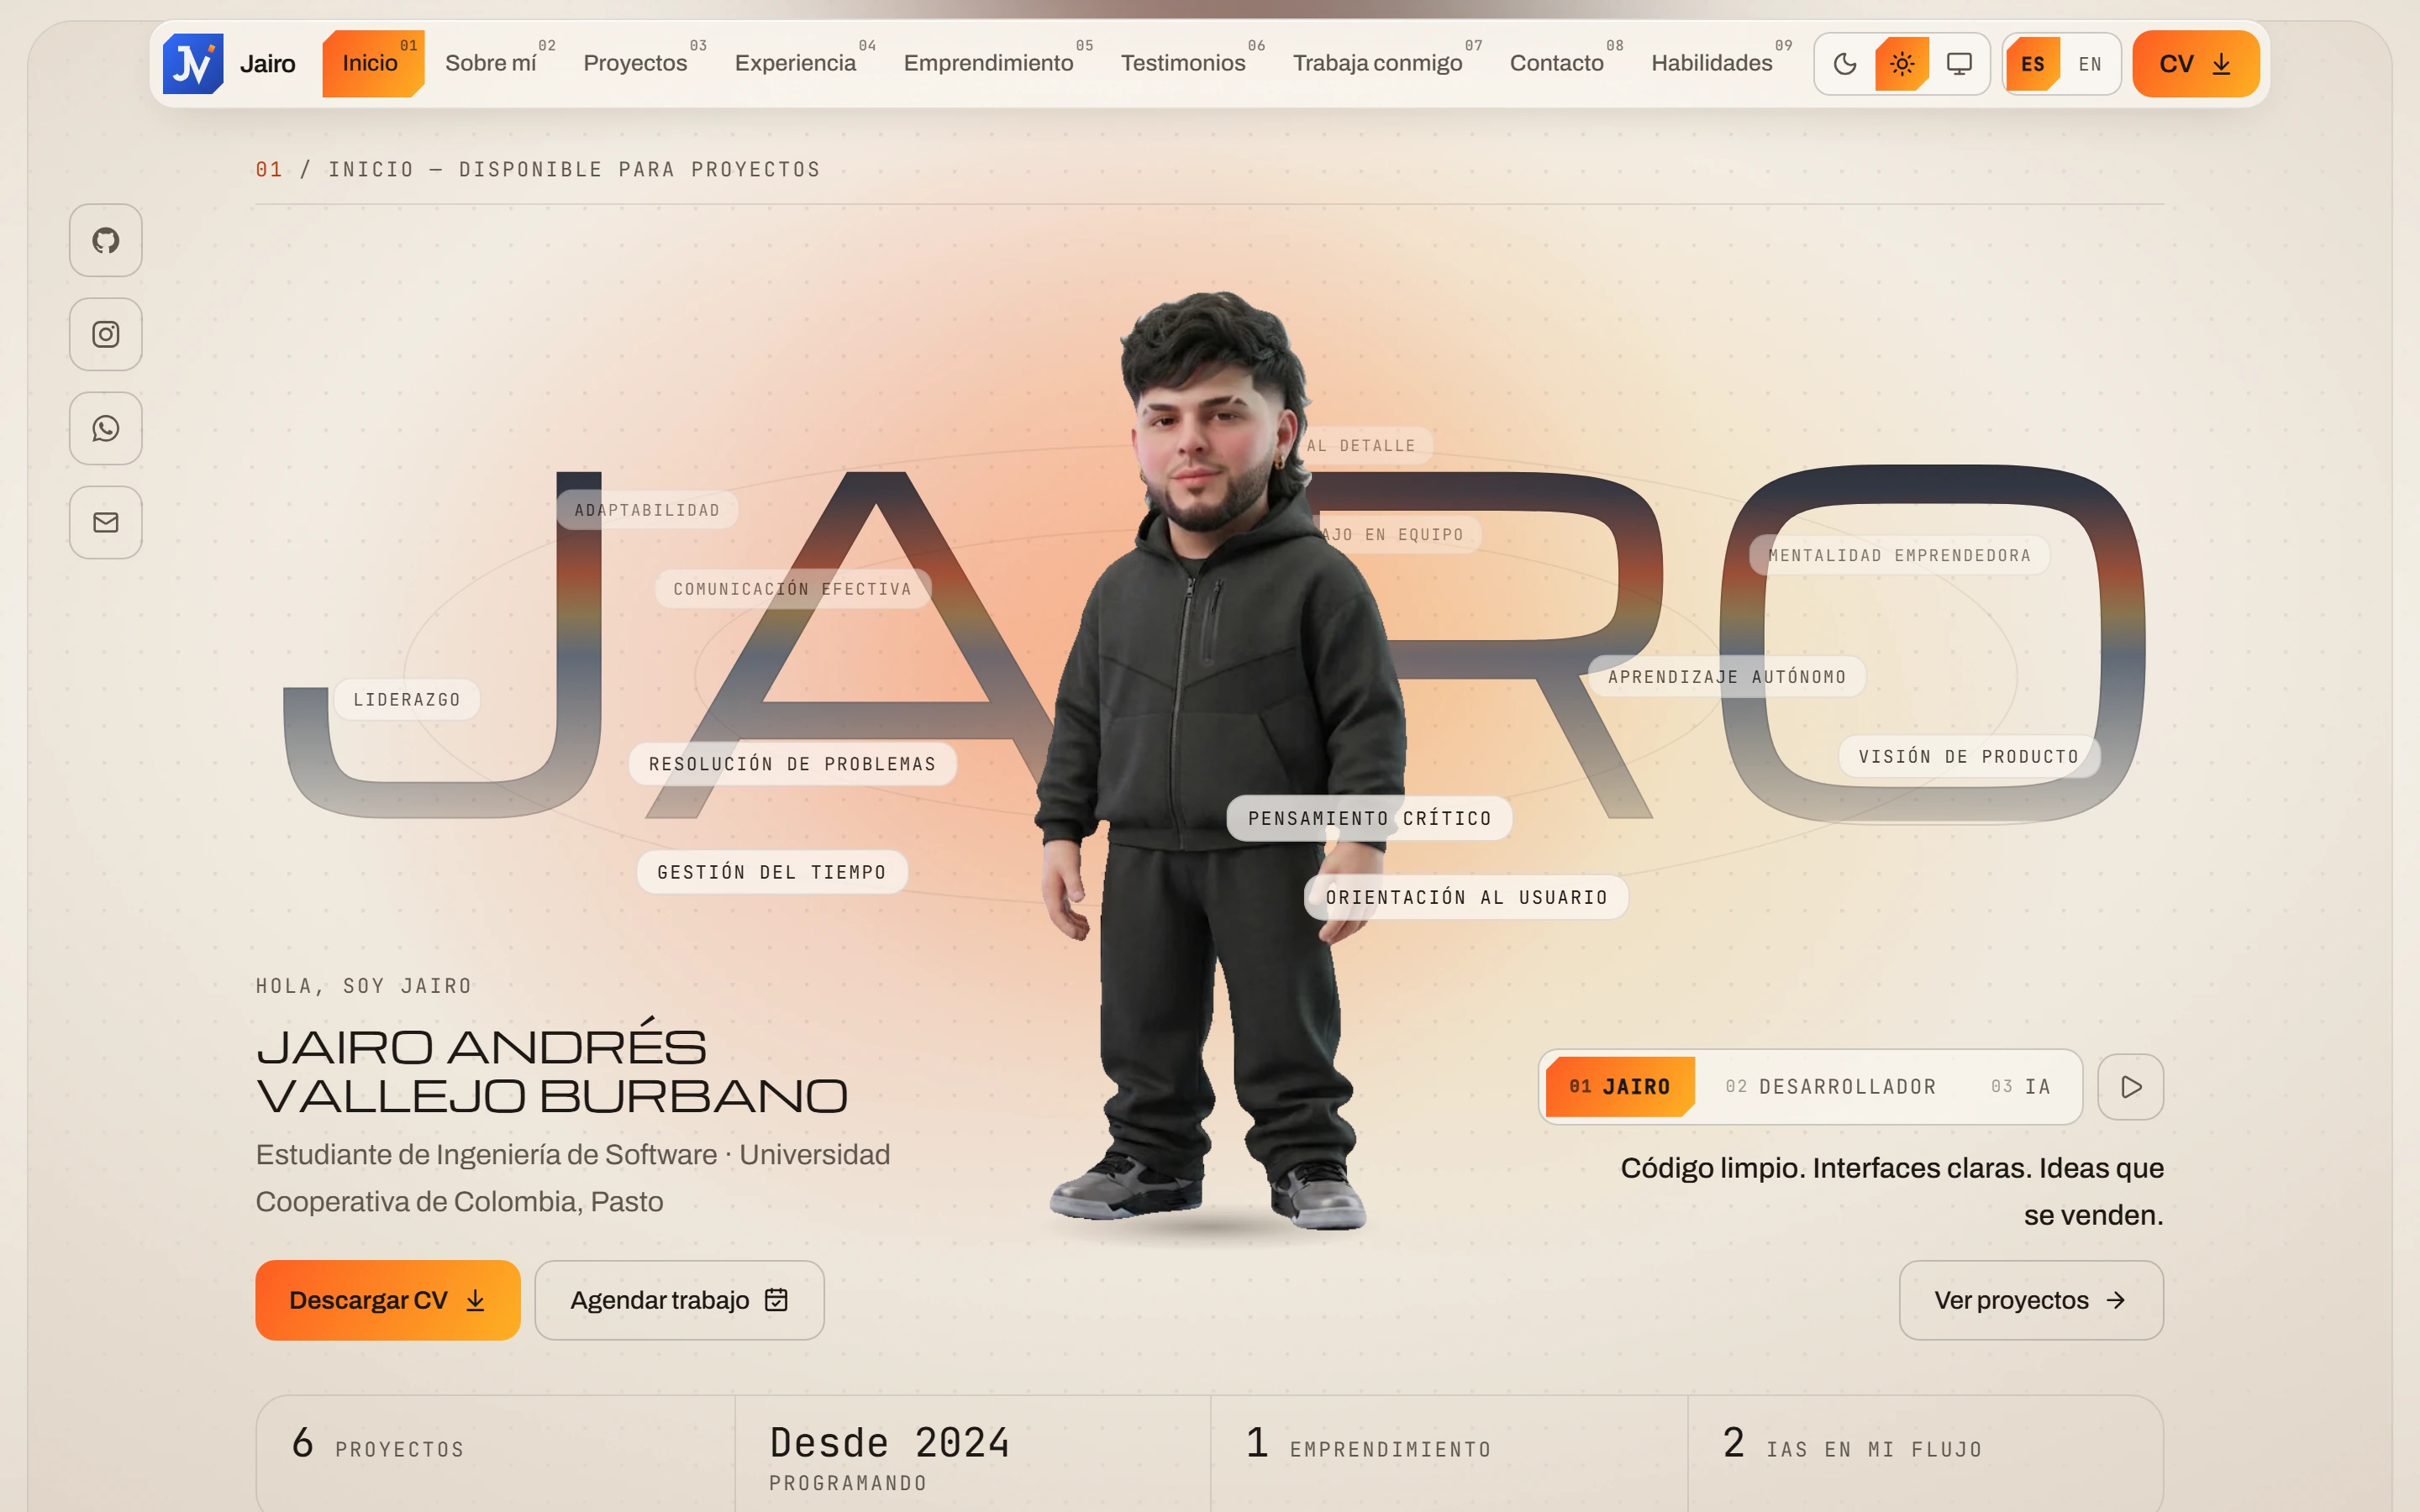 JV Jairo
Inicio 01
Sobre mí 02
Proyectos 03
Experiencia 04
Emprendimiento 05
Testimonios 06
Trabaja conmigo 07
Contacto 08
Habilidades 09
ES EN
CV
01 / INICIO — DISPONIBLE PARA PROYECTOS
JAIRO
AL DETALLE
ADAPTABILIDAD
AJO EN EQUIPO
MENTALIDAD EMPRENDEDORA
COMUNICACIÓN EFECTIVA
APRENDIZAJE AUTÓNOMO
LIDERAZGO
VISIÓN DE PRODUCTO
RESOLUCIÓN DE PROBLEMAS
PENSAMIENTO CRÍTICO
GESTIÓN DEL TIEMPO
ORIENTACIÓN AL USUARIO
HOLA, SOY JAIRO
JAIRO ANDRÉS
VALLEJO BURBANO
Estudiante de Ingeniería de Software · Universidad
Cooperativa de Colombia, Pasto
Descargar CV
Agendar trabajo
01 JAIRO 02 DESARROLLADOR 03 IA
Código limpio. Interfaces claras. Ideas que
se venden.
Ver proyectos
6 PROYECTOS
Desde 2024
PROGRAMANDO
1 EMPRENDIMIENTO
2 IAS EN MI FLUJO